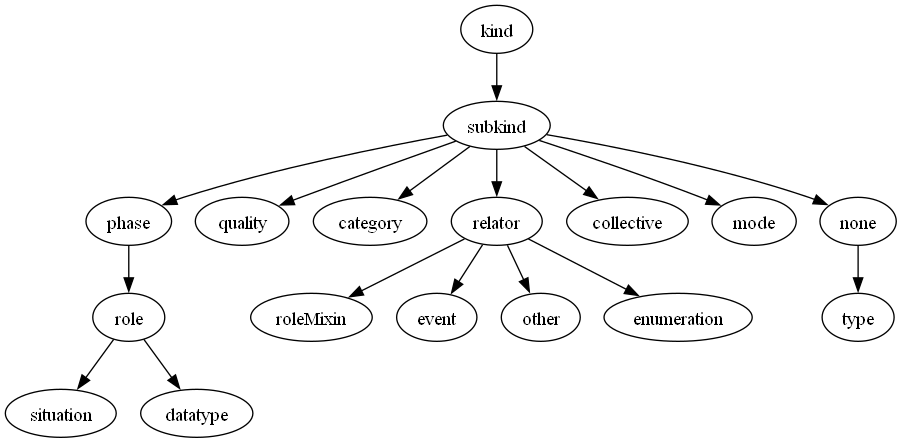 kind
subkind
phase
quality
category
relator
collective
mode
none
role
roleMixin
event
other
enumeration
type
situation
datatype